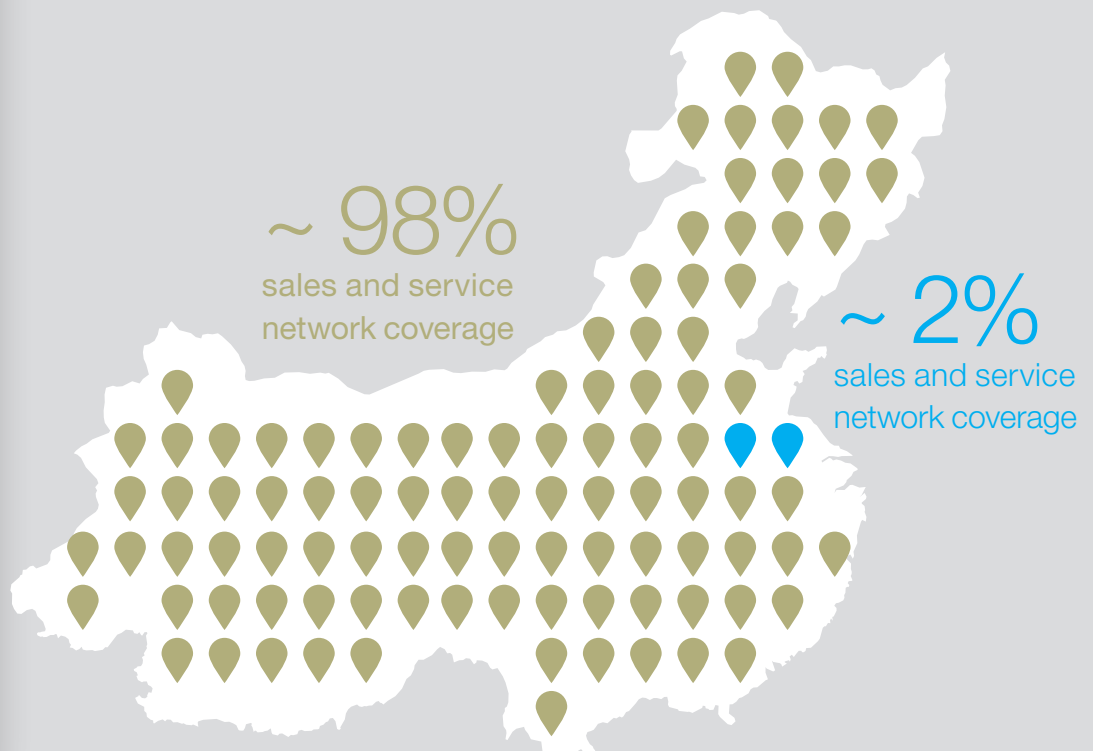 ~ 98%
sales and service
network coverage
~ 2%
sales and service
network coverage